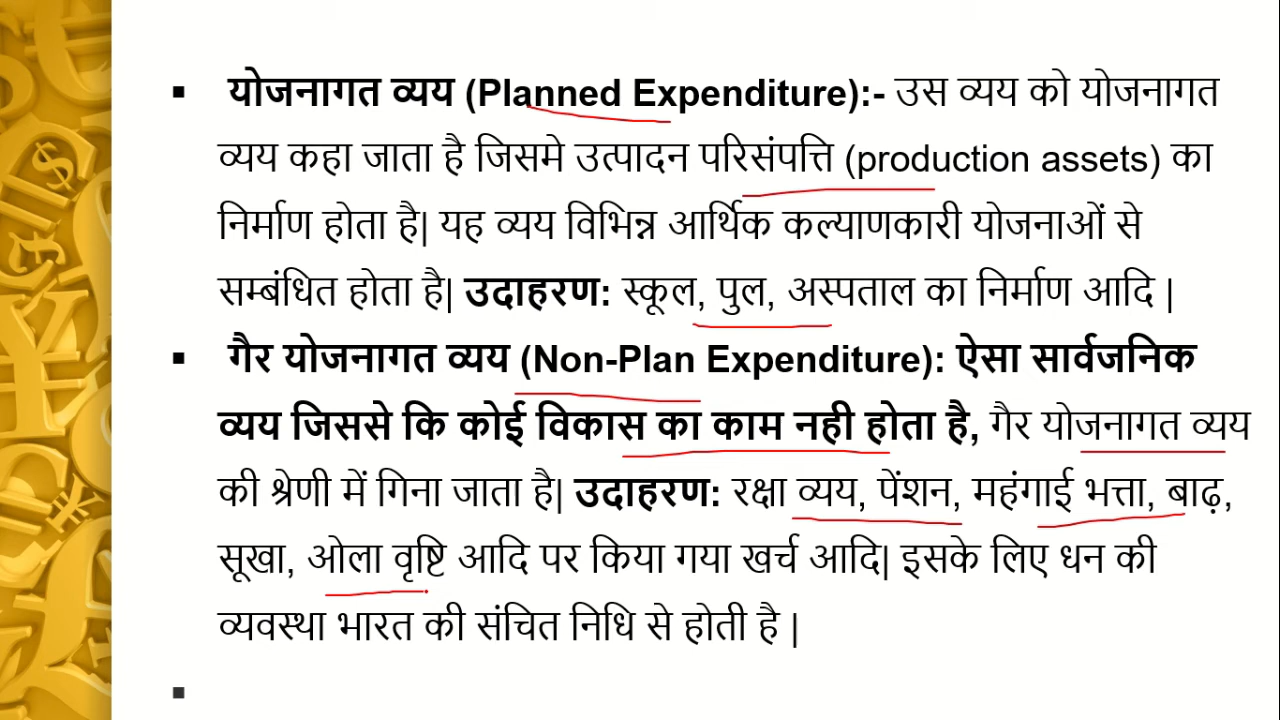 ▪ योजनागत व्यय (Planned Expenditure):- उस व्यय को योजनागत
व्यय कहा जाता है जिसमे उत्पादन परिसंपत्ति (production assets) का
निर्माण होता है| यह व्यय विभिन्न आर्थिक कल्याणकारी योजनाओं से
सम्बंधित होता है| उदाहरण: स्कूल, पुल, अस्पताल का निर्माण आदि |
▪ गैर योजनागत व्यय (Non-Plan Expenditure): ऐसा सार्वजनिक
व्यय जिससे कि कोई विकास का काम नही होता है, गैर योजनागत व्यय
की श्रेणी में गिना जाता है| उदाहरण: रक्षा व्यय, पेंशन, महंगाई भत्ता, बाढ़,
सूखा, ओला वृष्टि आदि पर किया गया खर्च आदि| इसके लिए धन की
व्यवस्था भारत की संचित निधि से होती है |
▪